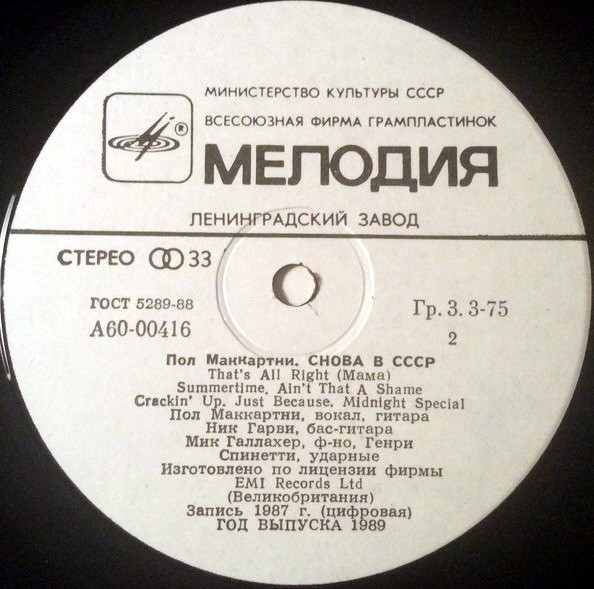 МИНИСТЕРСТВО КУЛЬТУРЫ СССР
ВСЕСОЮЗНАЯ ФИРМА ГРАМПЛАСТИНОК
®
МЕЛОДИЯ
ЛЕНИНГРАДСКИЙ ЗАВОД
СТЕРЕО 33
ГОСТ 5289-88
Гр. 3. 3-75
А60-00416
2
Пол Маккартни. СНОВА В СССР
That's All Right (Мама)
Summertime. Ain't That A Shame
Crackin' Up. Just Because. Midnight Special
Пол Маккартни, вокал, гитара
Ник Гарви, бас-гитара
Мик Галлахер, ф-но, Генри
Спинетти, ударные
Изготовлено по лицензии фирмы
EMI Records Ltd
(Великобритания)
Запись 1987 г. (цифровая)
ГОД ВЫПУСКА 1989